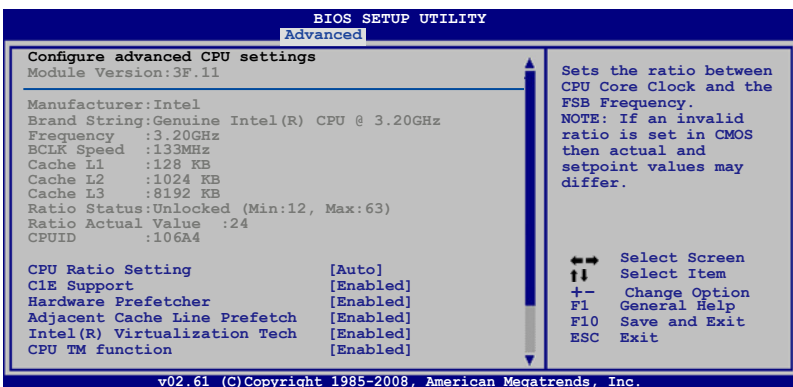 BIOS SETUP UTILITY
Advanced
Configure advanced CPU settings
Module Version:3F.11
Manufacturer:Intel
Brand String:Genuine Intel(R) CPU @ 3.20GHz
Frequency :3.20GHz
BCLK Speed :133MHz
Cache L1 :128 KB
Cache L2 :1024 KB
Cache L3 :8192 KB
Ratio Status:Unlocked (Min:12, Max:63)
Ratio Actual Value :24
CPUID :106A4
CPU Ratio Setting [Auto]
C1E Support [Enabled]
Hardware Prefetcher [Enabled]
Adjacent Cache Line Prefetch [Enabled]
Intel(R) Virtualization Tech [Enabled]
CPU TM function [Enabled]
Sets the ratio between
CPU Core Clock and the
FSB Frequency.
NOTE: If an invalid
ratio is set in CMOS
then actual and
setpoint values may
differ.
←→ Select Screen
↑↓ Select Item
+- Change Option
F1 General Help
F10 Save and Exit
ESC Exit
v02.61 (C)Copyright 1985-2008, American Megatrends, Inc.